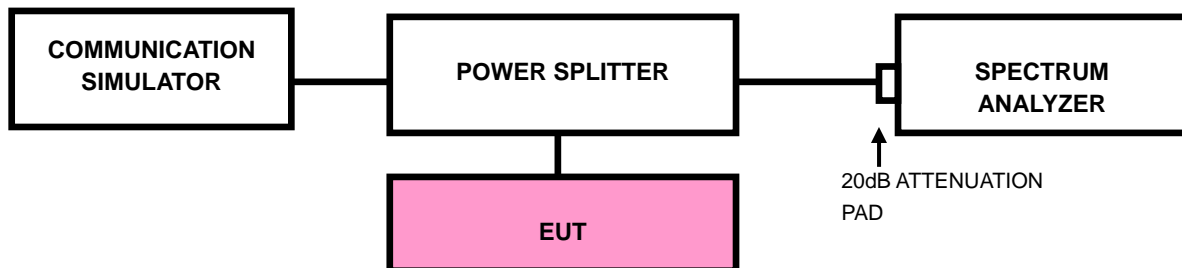 COMMUNICATION
SIMULATOR
POWER SPLITTER
SPECTRUM
ANALYZER
20dB ATTENUATION
PAD
EUT